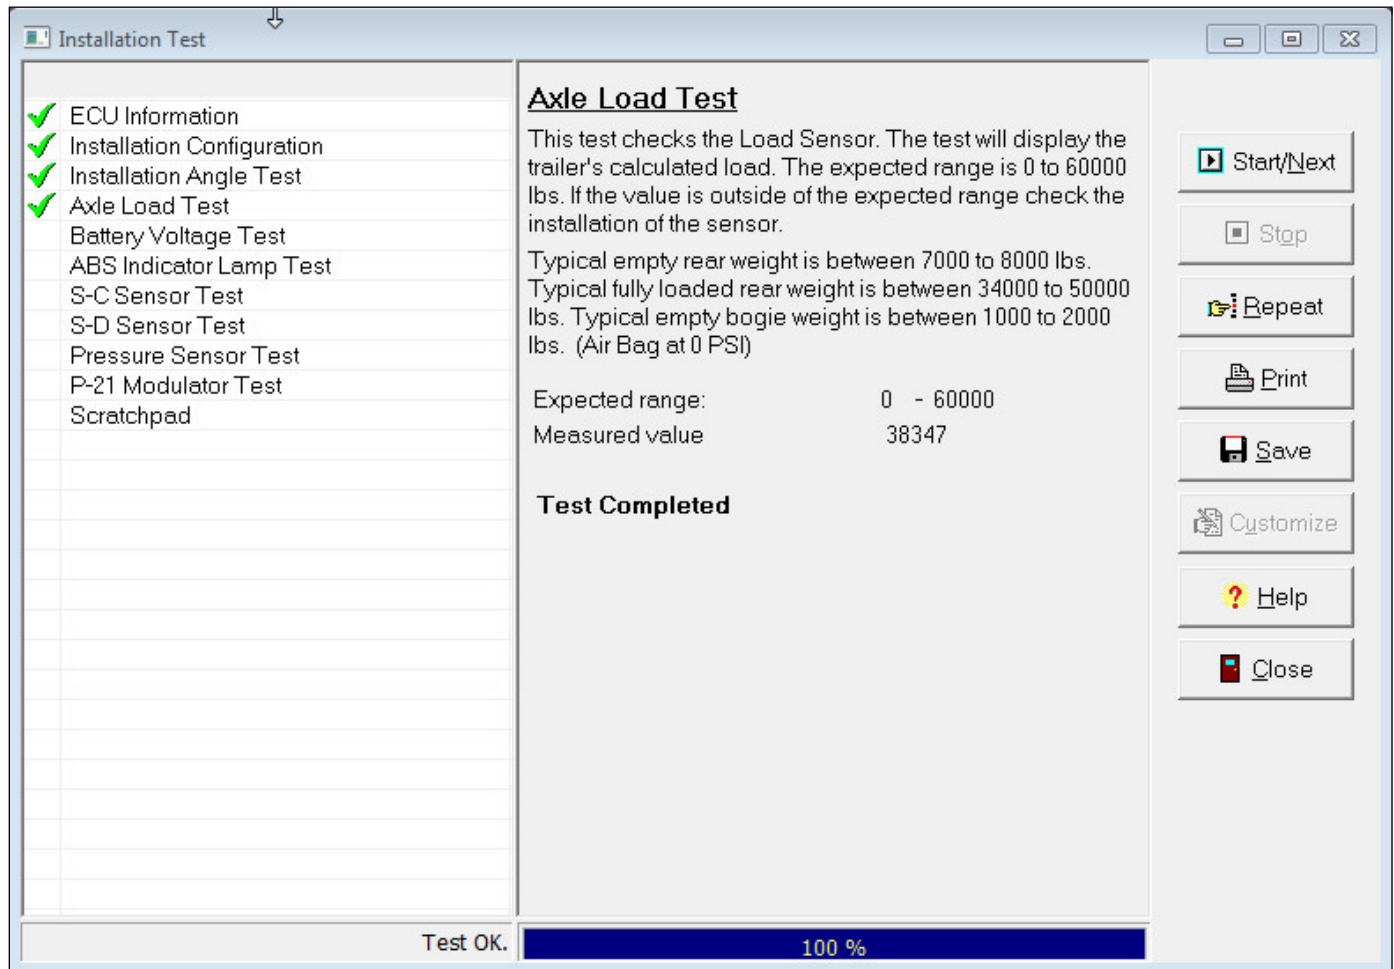 Installation Test
ECU Information
Installation Configuration
Installation Angle Test
Axle Load Test
Battery Voltage Test
ABS Indicator Lamp Test
S-C Sensor Test
S-D Sensor Test
Pressure Sensor Test
P-21 Modulator Test
Scratchpad
Test OK.
Axle Load Test
This test checks the Load Sensor. The test will display the
trailer's calculated load. The expected range is 0 to 60000
lbs. If the value is outside of the expected range check the
installation of the sensor.
Typical empty rear weight is between 7000 to 8000 lbs.
Typical fully loaded rear weight is between 34000 to 50000
lbs. Typical empty bogie weight is between 1000 to 2000
lbs. (Air Bag at 0 PSI)
Expected range: 0 - 60000
Measured value 38347
Test Completed
100 %
Start/Next
Stop
Repeat
Print
Save
Customize
Help
Close